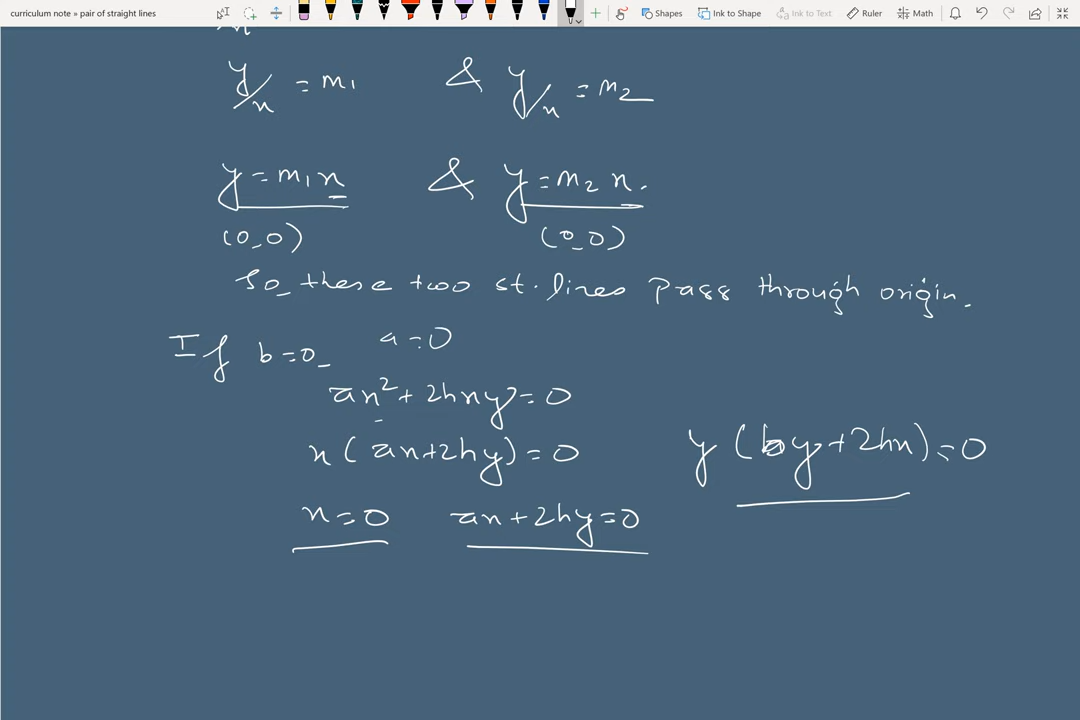 curriculum note » pair of straight lines
Shapes Ink to Shape Ink to Text Ruler Math
y/x = m1 & y/x = m2
y = m1 x & y = m2 x.
(0,0) (0,0)
So these two st. lines pass through origin.
If b=0 a=0
ax²+ 2hxy = 0
x(ax+2hy) = 0 y(by+2hx) = 0
x=0 ax+2hy=0